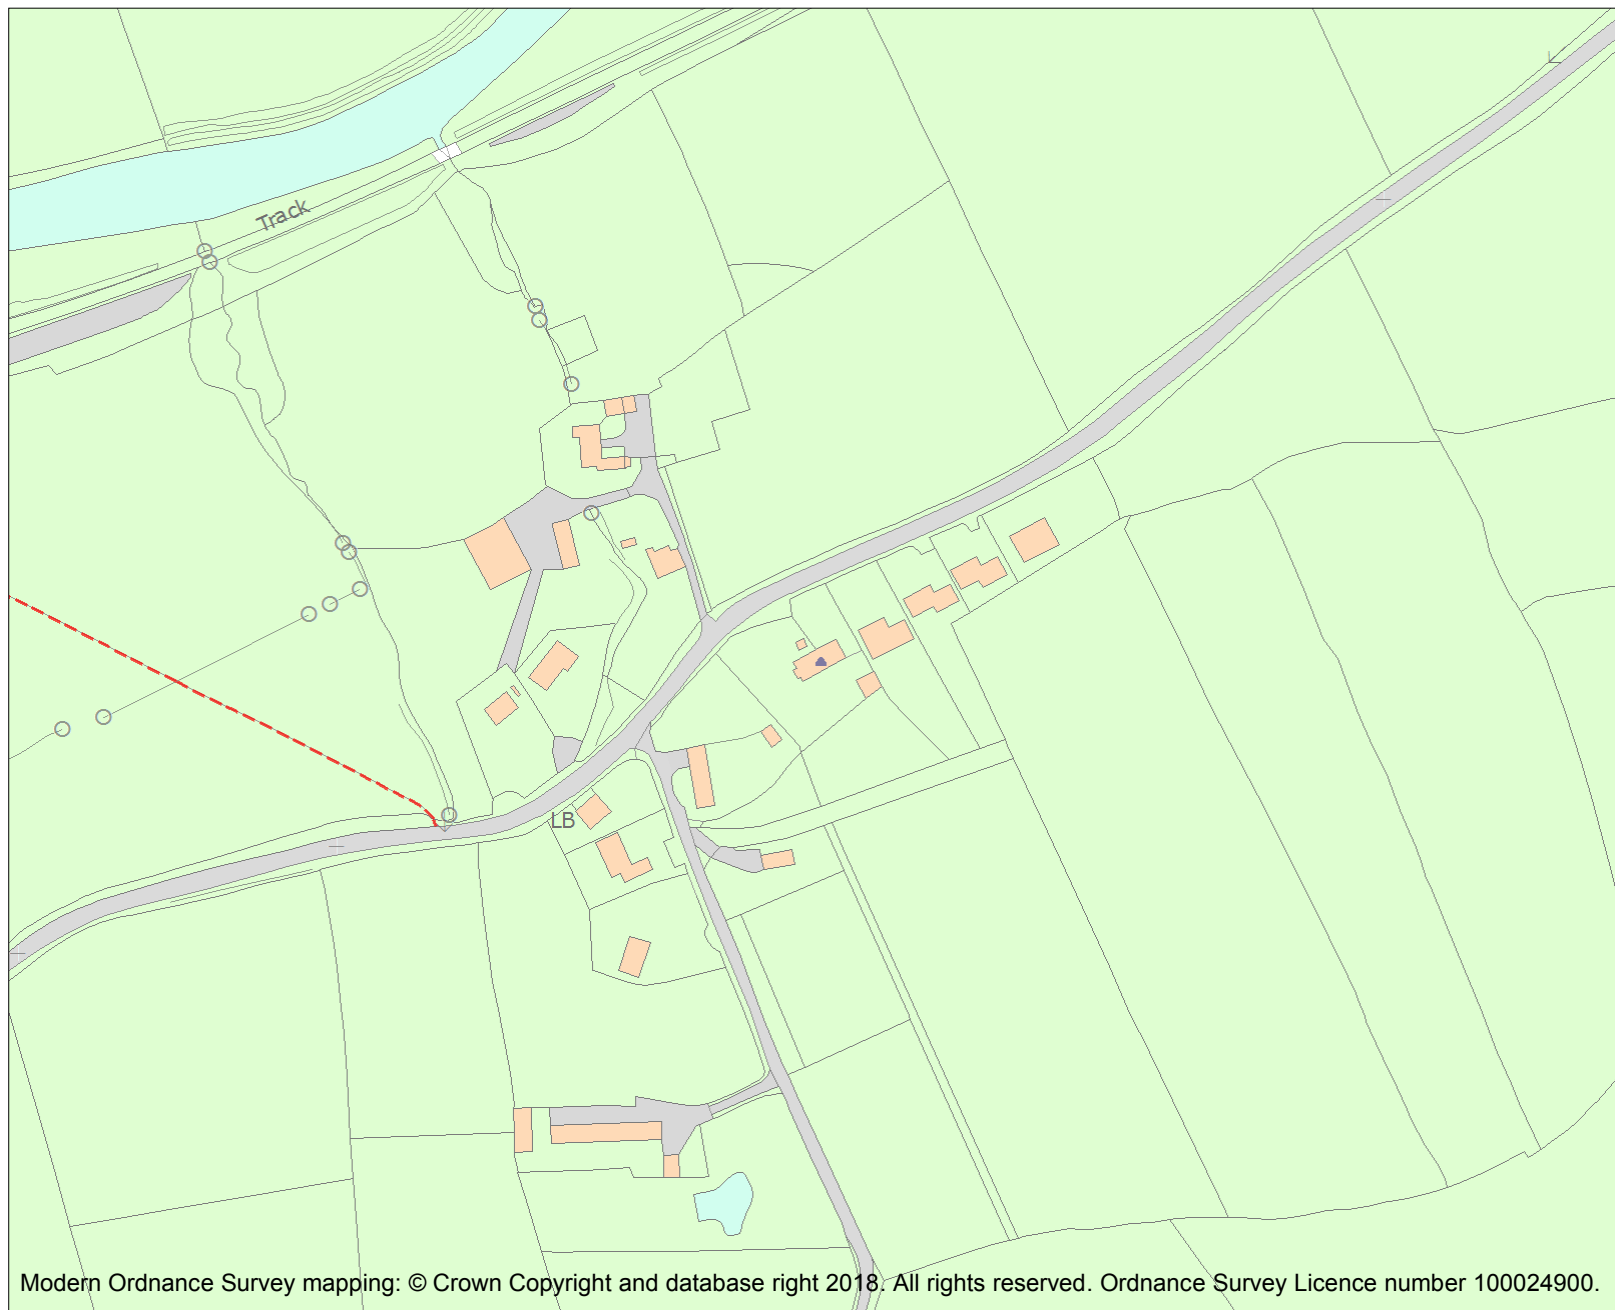 Track
LB
Modern Ordnance Survey mapping: © Crown Copyright and database right 2018. All rights reserved. Ordnance Survey Licence number 100024900.